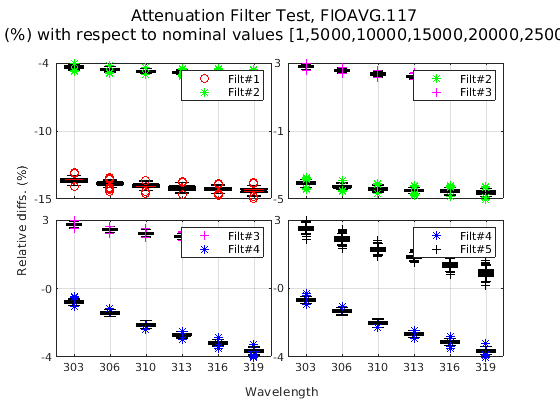 Attenuation Filter Test, FIOAVG.117
(%) with respect to nominal values [1,5000,10000,15000,20000,2500
-4
-10
-15
Filt#1
Filt#2
3
-1
-5
Filt#2
Filt#3
Relative diffs. (%)
3
-0
-4
Filt#3
Filt#4
303 306 310 313 316 319
3
-0
-4
Filt#4
Filt#5
303 306 310 313 316 319
Wavelength